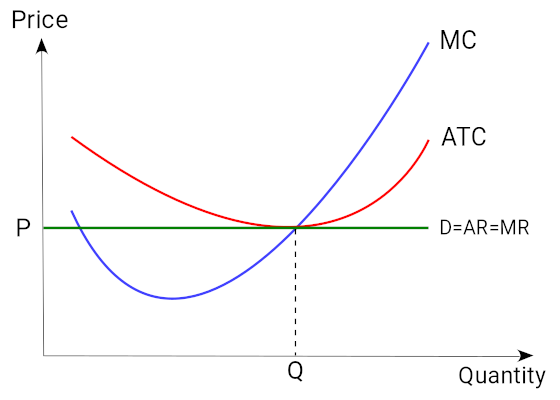 Price
MC
ATC
P
D=AR=MR
Q
Quantity